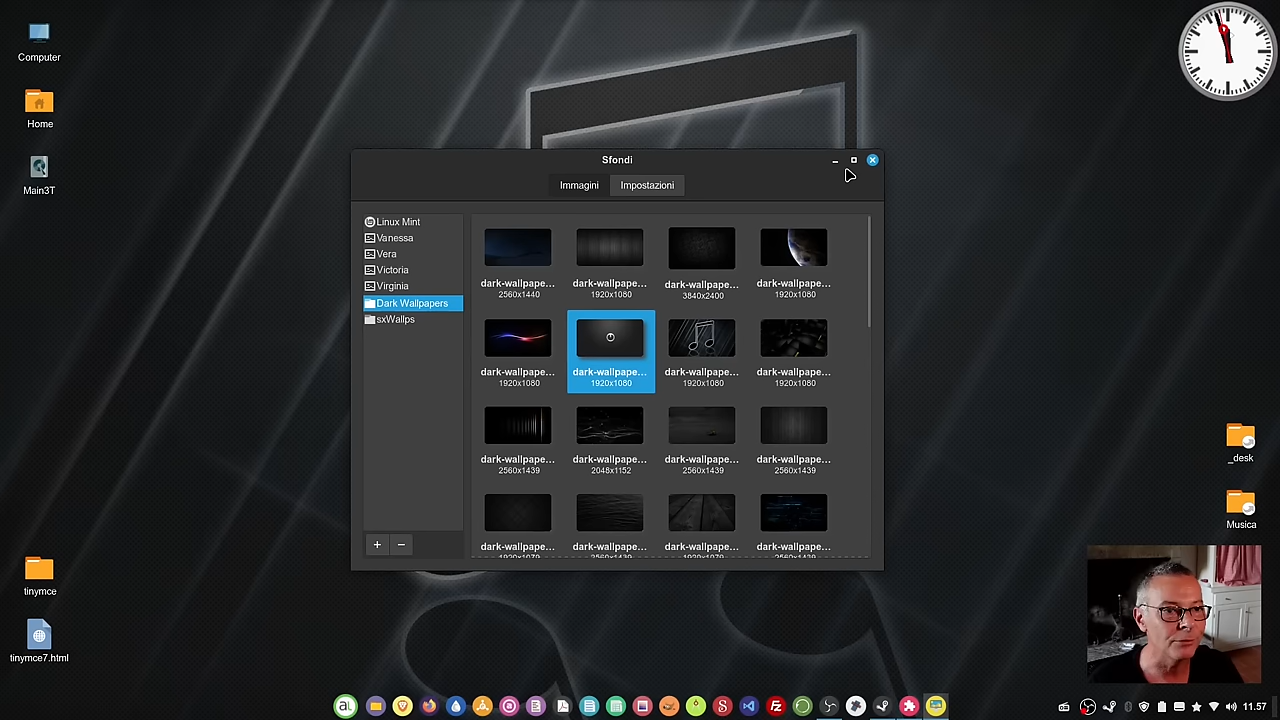 Computer
Home
Main3T
tinymce
tinymce7.html
Sfondi
Immagini
Impostazioni
Linux Mint
Vanessa
Vera
Victoria
Virginia
Dark Wallpapers
sxWallps
dark-wallpape... dark-wallpape... dark-wallpape... dark-wallpape...
2560x1440 1920x1080 3840x2400 1920x1080
dark-wallpape... dark-wallpape... dark-wallpape... dark-wallpape...
1920x1080 1920x1080 1920x1080 1920x1080
dark-wallpape... dark-wallpape... dark-wallpape... dark-wallpape...
2560x1439 2048x1152 2560x1439 2560x1439
dark-wallpape... dark-wallpape... dark-wallpape... dark-wallpape...
+ −
_desk
Musica
al
S
FZ
11.57